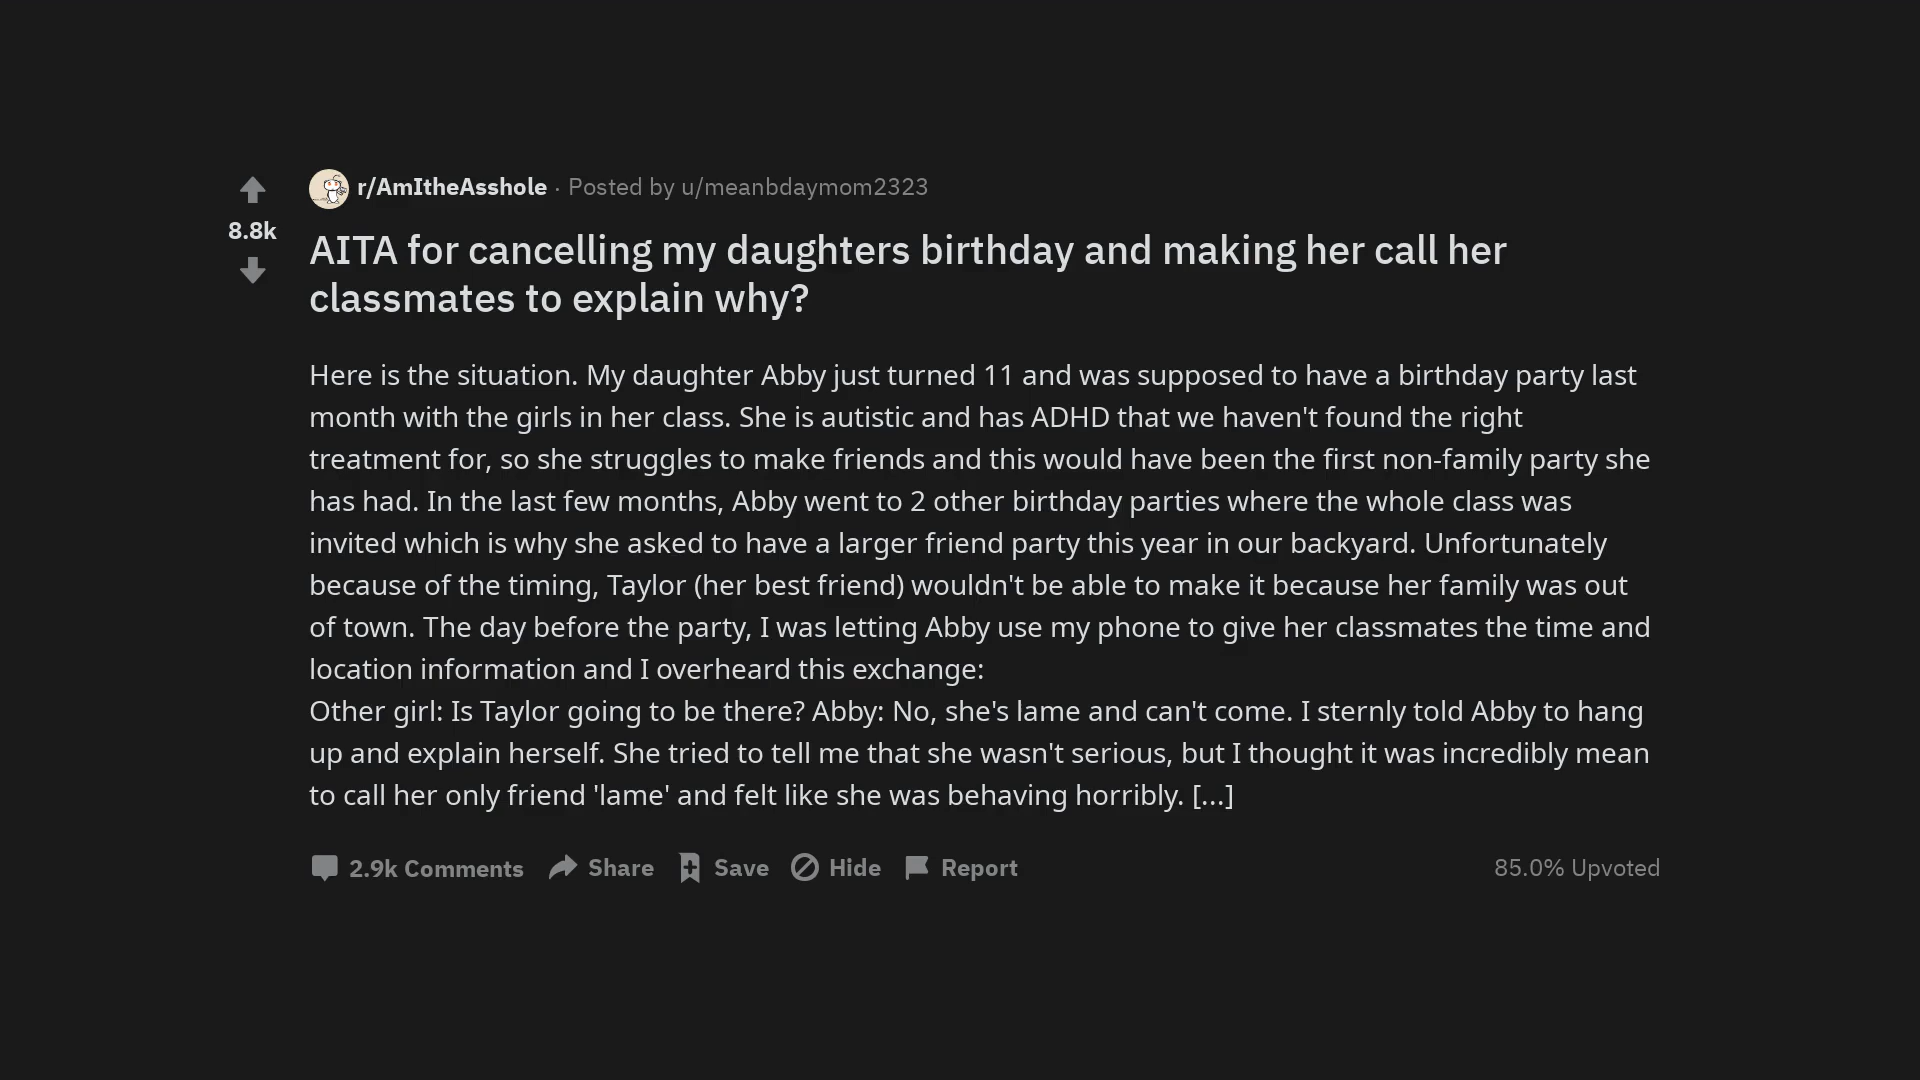 r/AmItheAsshole · Posted by u/meanbdaymom2323
8.8k
AITA for cancelling my daughters birthday and making her call her
classmates to explain why?
Here is the situation. My daughter Abby just turned 11 and was supposed to have a birthday party last
month with the girls in her class. She is autistic and has ADHD that we haven't found the right
treatment for, so she struggles to make friends and this would have been the first non-family party she
has had. In the last few months, Abby went to 2 other birthday parties where the whole class was
invited which is why she asked to have a larger friend party this year in our backyard. Unfortunately
because of the timing, Taylor (her best friend) wouldn't be able to make it because her family was out
of town. The day before the party, I was letting Abby use my phone to give her classmates the time and
location information and I overheard this exchange:
Other girl: Is Taylor going to be there? Abby: No, she's lame and can't come. I sternly told Abby to hang
up and explain herself. She tried to tell me that she wasn't serious, but I thought it was incredibly mean
to call her only friend 'lame' and felt like she was behaving horribly. [...]
2.9k Comments Share Save Hide Report 85.0% Upvoted